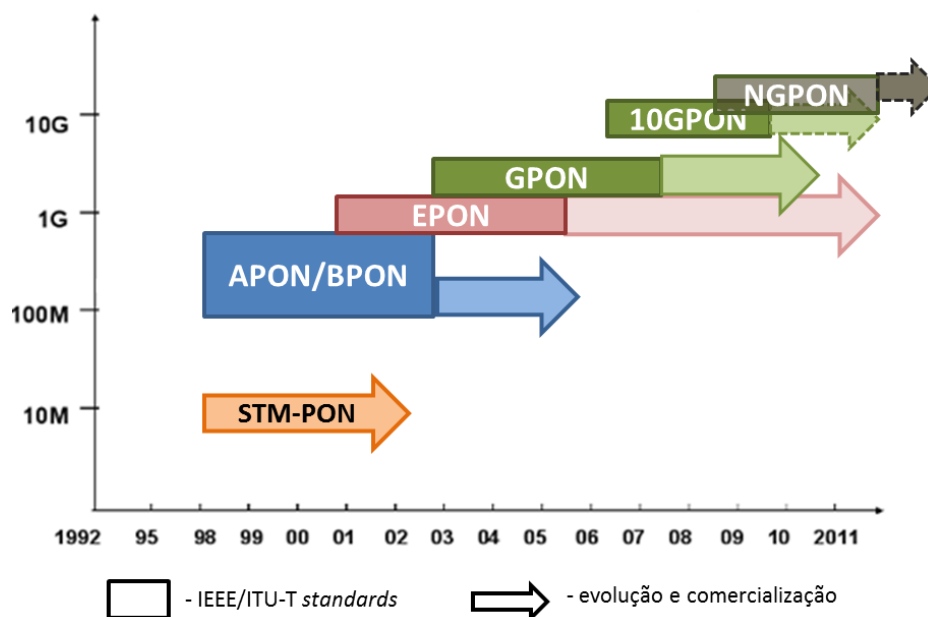 NGPON
10GPON
10G
GPON
EPON
1G
APON/BPON
100M
STM-PON
10M
1992 95 98 99 00 01 02 03 04 05 06 07 08 09 10 2011
- IEEE/ITU-T standards - evolução e comercialização